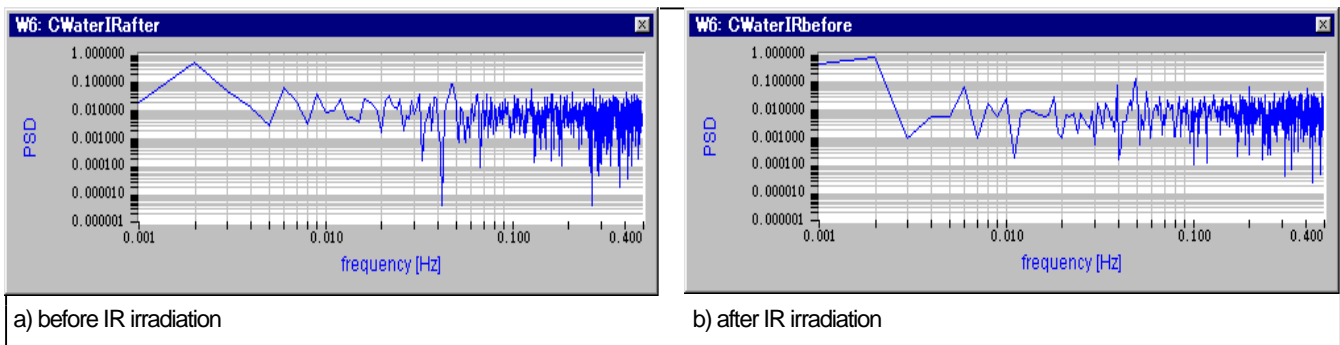 W6: CWaterIRafter
1.000000
0.100000
0.010000
0.001000
0.000100
0.000010
0.000001
PSD
0.001
0.010
0.100
0.400
frequency [Hz]
a) before IR irradiation
W6: CWaterIRbefore
1.000000
0.100000
0.010000
0.001000
0.000100
0.000010
0.000001
PSD
0.001
0.010
0.100
0.400
frequency [Hz]
b) after IR irradiation